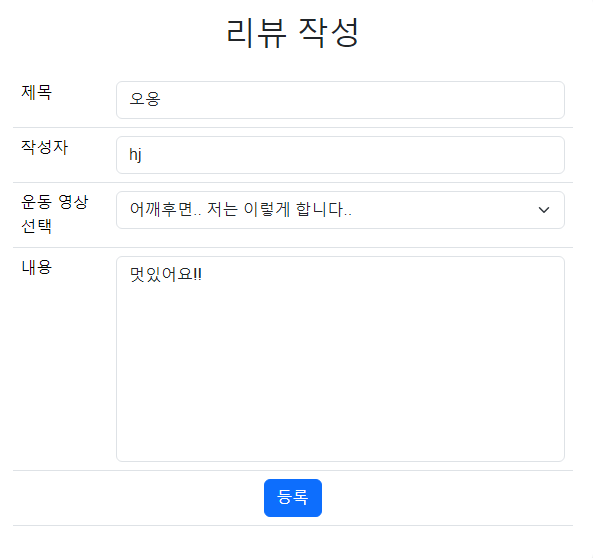 리뷰 작성
제목
오옹
작성자
hj
운동 영상
선택
어깨후면.. 저는 이렇게 합니다..
내용
멋있어요!!
등록